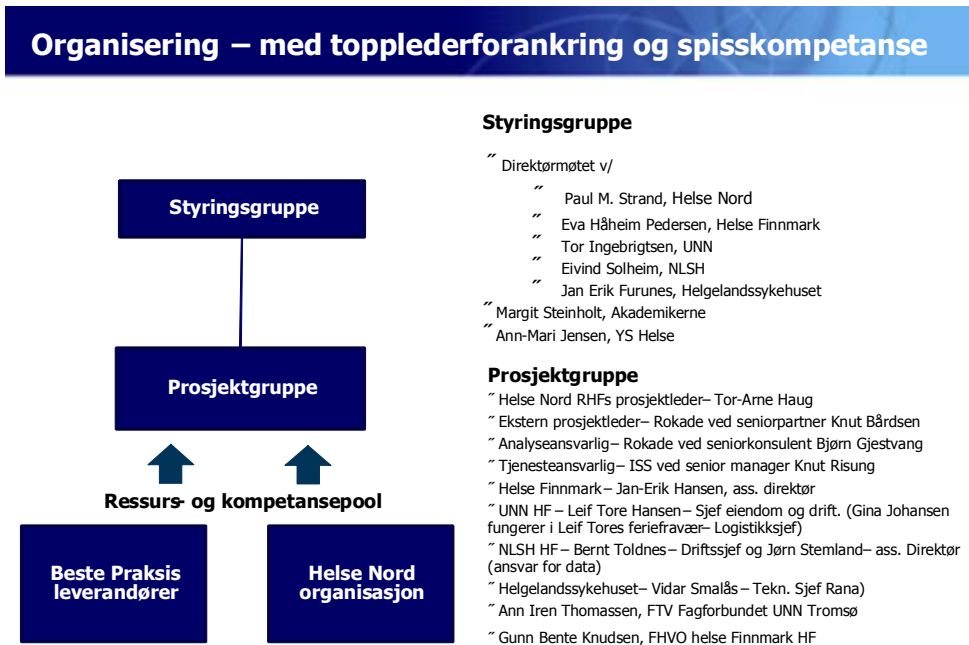 Organisering – med topplederforankring og spisskompetanse
Styringsgruppe
Prosjektgruppe
Ressurs- og kompetansepool
Beste Praksis
leverandører
Helse Nord
organisasjon
Styringsgruppe
˝ Direktørmøtet v/
˝ Paul M. Strand, Helse Nord
˝ Eva Håheim Pedersen, Helse Finnmark
˝ Tor Ingebrigtsen, UNN
˝ Eivind Solheim, NLSH
˝ Jan Erik Furunes, Helgelandssykehuset
˝ Margit Steinholt, Akademikerne
˝ Ann-Mari Jensen, YS Helse
Prosjektgruppe
˝ Helse Nord RHFs prosjektleder– Tor-Arne Haug
˝ Ekstern prosjektleder– Rokade ved seniorpartner Knut Bårdsen
˝ Analyseansvarlig– Rokade ved seniorkonsulent Bjørn Gjestvang
˝ Tjenesteansvarlig– ISS ved senior manager Knut Risung
˝ Helse Finnmark– Jan-Erik Hansen, ass. direktør
˝ UNN HF – Leif Tore Hansen– Sjef eiendom og drift. (Gina Johansen
fungerer i Leif Tores feriefravær– Logistikksjef)
˝ NLSH HF – Bernt Toldnes – Driftssjef og Jørn Stemland– ass. Direktør
(ansvar for data)
˝ Helgelandssykehuset– Vidar Smalås – Tekn. Sjef Rana)
˝ Ann Iren Thomassen, FTV Fagforbundet UNN Tromsø
˝ Gunn Bente Knudsen, FHVO helse Finnmark HF